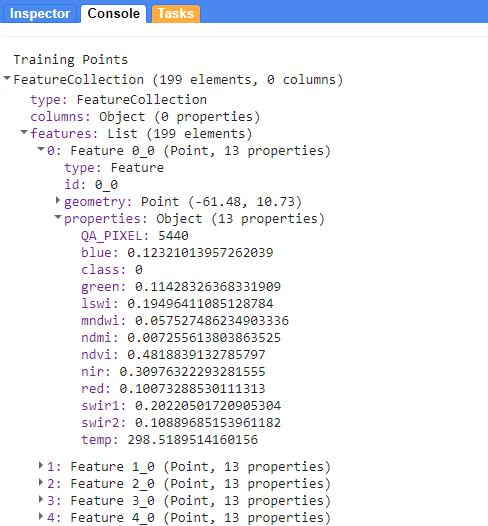 Inspector Console Tasks
Training Points
FeatureCollection (199 elements, 0 columns)
type: FeatureCollection
columns: Object (0 properties)
features: List (199 elements)
0: Feature 0_0 (Point, 13 properties)
type: Feature
id: 0_0
geometry: Point (-61.48, 10.73)
properties: Object (13 properties)
QA_PIXEL: 5440
blue: 0.12321013957262039
class: 0
green: 0.11428326368331909
lswi: 0.19496411085128784
mndwi: 0.057527486234903336
ndmi: 0.007255613803863525
ndvi: 0.4818839132785797
nir: 0.30976322293281555
red: 0.10073288530111313
swir1: 0.20220501720905304
swir2: 0.10889685153961182
temp: 298.5189514160156
1: Feature 1_0 (Point, 13 properties)
2: Feature 2_0 (Point, 13 properties)
3: Feature 3_0 (Point, 13 properties)
4: Feature 4_0 (Point, 13 properties)